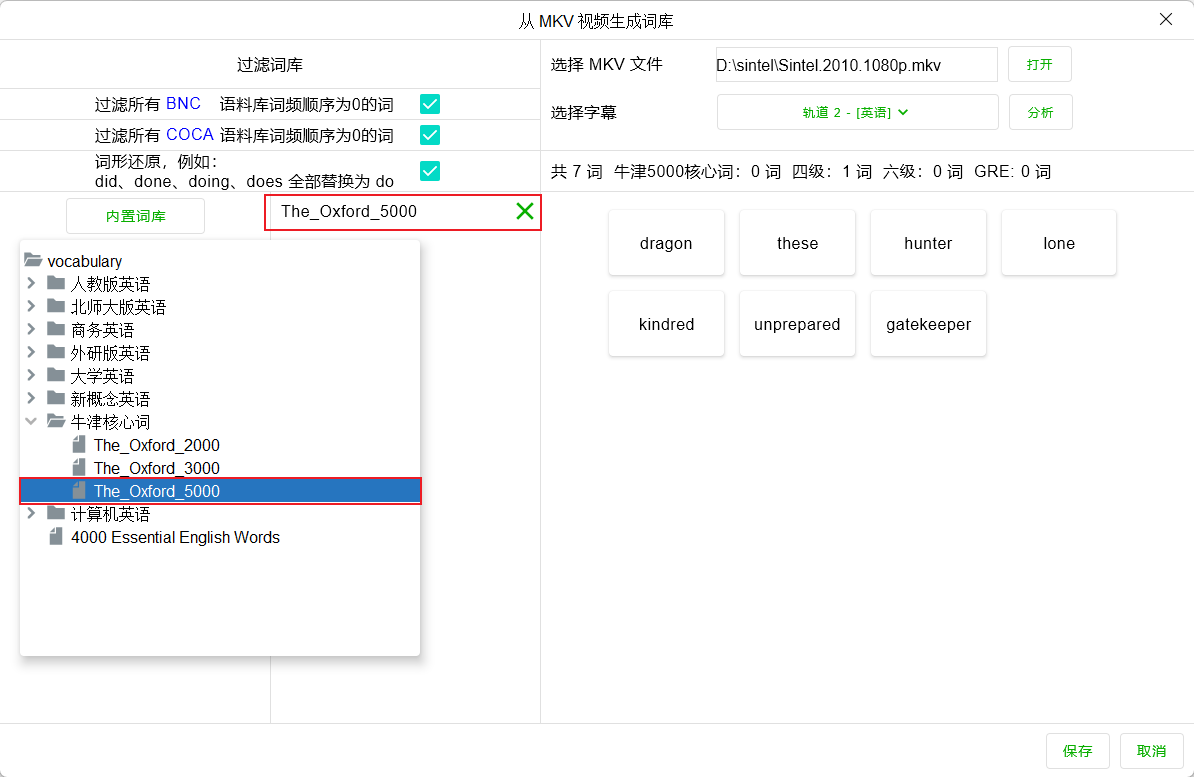 从 MKV 视频生成词库
过滤词库
过滤所有 BNC 语料库词频顺序为0的词
过滤所有 COCA 语料库词频顺序为0的词
词形还原，例如：
did、done、doing、does 全部替换为 do
内置词库
The_Oxford_5000
vocabulary
人教版英语
北师大版英语
商务英语
外研版英语
大学英语
新概念英语
牛津核心词
The_Oxford_2000
The_Oxford_3000
The_Oxford_5000
计算机英语
4000 Essential English Words
选择 MKV 文件
D:\sintel\Sintel.2010.1080p.mkv
打开
选择字幕
轨道 2 - [英语]
分析
共 7 词 牛津5000核心词：0 词 四级：1 词 六级：0 词 GRE: 0 词
dragon these hunter lone
kindred unprepared gatekeeper
保存 取消